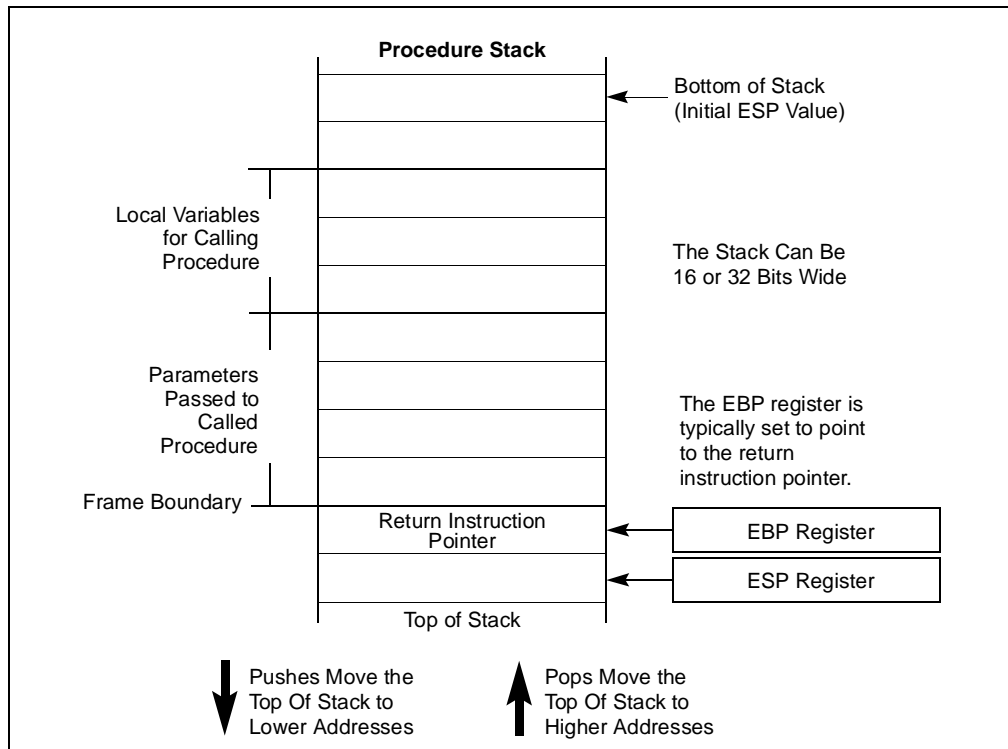 Procedure Stack
Bottom of Stack
(Initial ESP Value)
Local Variables
for Calling
Procedure
The Stack Can Be
16 or 32 Bits Wide
Parameters
Passed to
Called
Procedure
The EBP register is
typically set to point
to the return
instruction pointer.
Frame Boundary
Return Instruction
Pointer
EBP Register
ESP Register
Top of Stack
Pushes Move the
Top Of Stack to
Lower Addresses
Pops Move the
Top Of Stack to
Higher Addresses